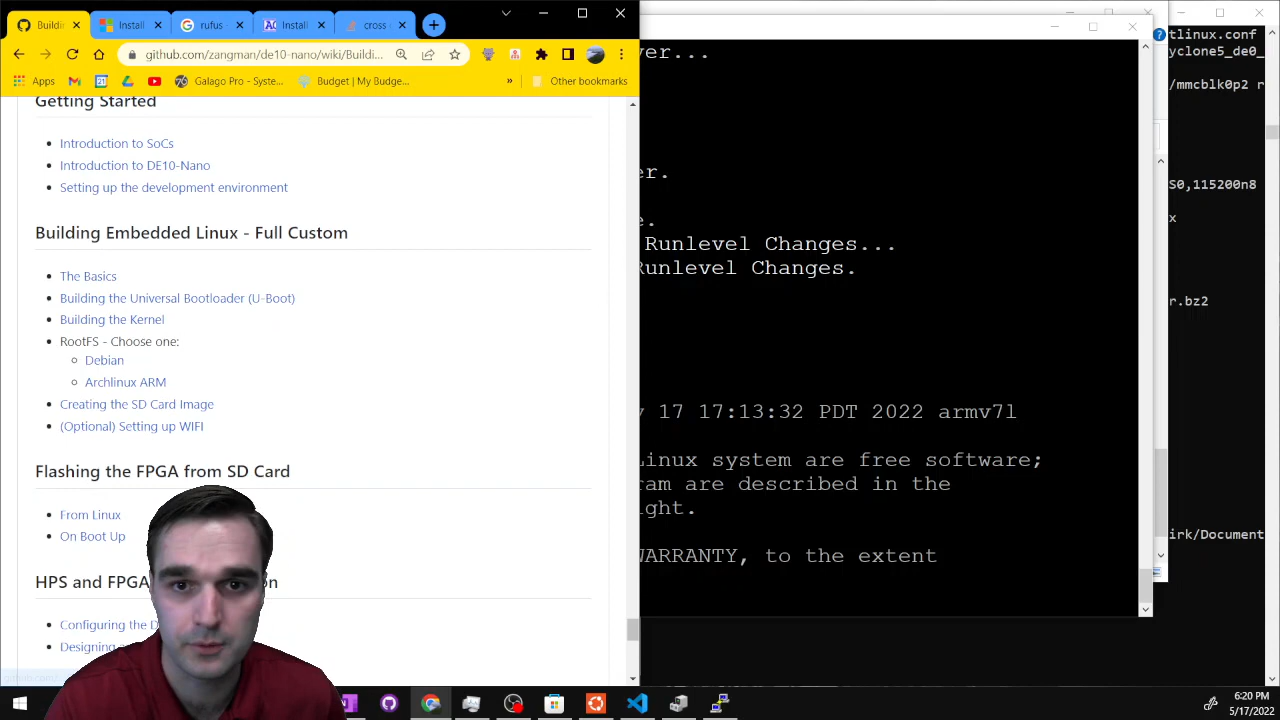 Buildin
Install
rufus -
Install
cross c
github.com/zangman/de10-nano/wiki/Buildi...
Apps
Galago Pro - Syste...
Budget | My Budge...
»
Other bookmarks
Getting Started
Introduction to SoCs
Introduction to DE10-Nano
Setting up the development environment
Building Embedded Linux - Full Custom
The Basics
Building the Universal Bootloader (U-Boot)
Building the Kernel
RootFS - Choose one:
Debian
Archlinux ARM
Creating the SD Card Image
(Optional) Setting up WIFI
Flashing the FPGA from SD Card
From Linux
On Boot Up
HPS and FPGA
on
Configuring the D
Designing
ver...
er.
e.
Runlevel Changes...
Runlevel Changes.
y 17 17:13:32 PDT 2022 armv7l
Linux system are free software;
ram are described in the
ight.
WARRANTY, to the extent
tlinux.conf
yclone5_de0_
/mmcblk0p2 r
S0,115200n8
x
r.bz2
irk/Document
6:20 PM
5/17/2022